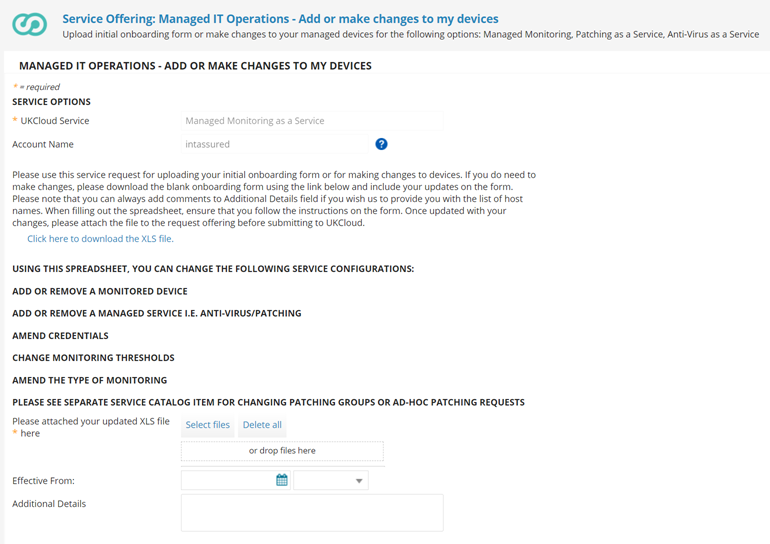 Service Offering: Managed IT Operations - Add or make changes to my devices
Upload initial onboarding form or make changes to your managed devices for the following options: Managed Monitoring, Patching as a Service, Anti-Virus as a Service
MANAGED IT OPERATIONS - ADD OR MAKE CHANGES TO MY DEVICES
* = required
SERVICE OPTIONS
* UKCloud Service Managed Monitoring as a Service
Account Name intassured ?
Please use this service request for uploading your initial onboarding form or for making changes to devices. If you do need to
make changes, please download the blank onboarding form using the link below and include your updates on the form.
Please note that you can always add comments to Additional Details field if you wish us to provide you with the list of host
names. When filling out the spreadsheet, ensure that you follow the instructions on the form. Once updated with your
changes, please attach the file to the request offering before submitting to UKCloud.
Click here to download the XLS file.
USING THIS SPREADSHEET, YOU CAN CHANGE THE FOLLOWING SERVICE CONFIGURATIONS:
ADD OR REMOVE A MONITORED DEVICE
ADD OR REMOVE A MANAGED SERVICE I.E. ANTI-VIRUS/PATCHING
AMEND CREDENTIALS
CHANGE MONITORING THRESHOLDS
AMEND THE TYPE OF MONITORING
PLEASE SEE SEPARATE SERVICE CATALOG ITEM FOR CHANGING PATCHING GROUPS OR AD-HOC PATCHING REQUESTS
Please attached your updated XLS file
* here
Select files Delete all
or drop files here
Effective From:
Additional Details